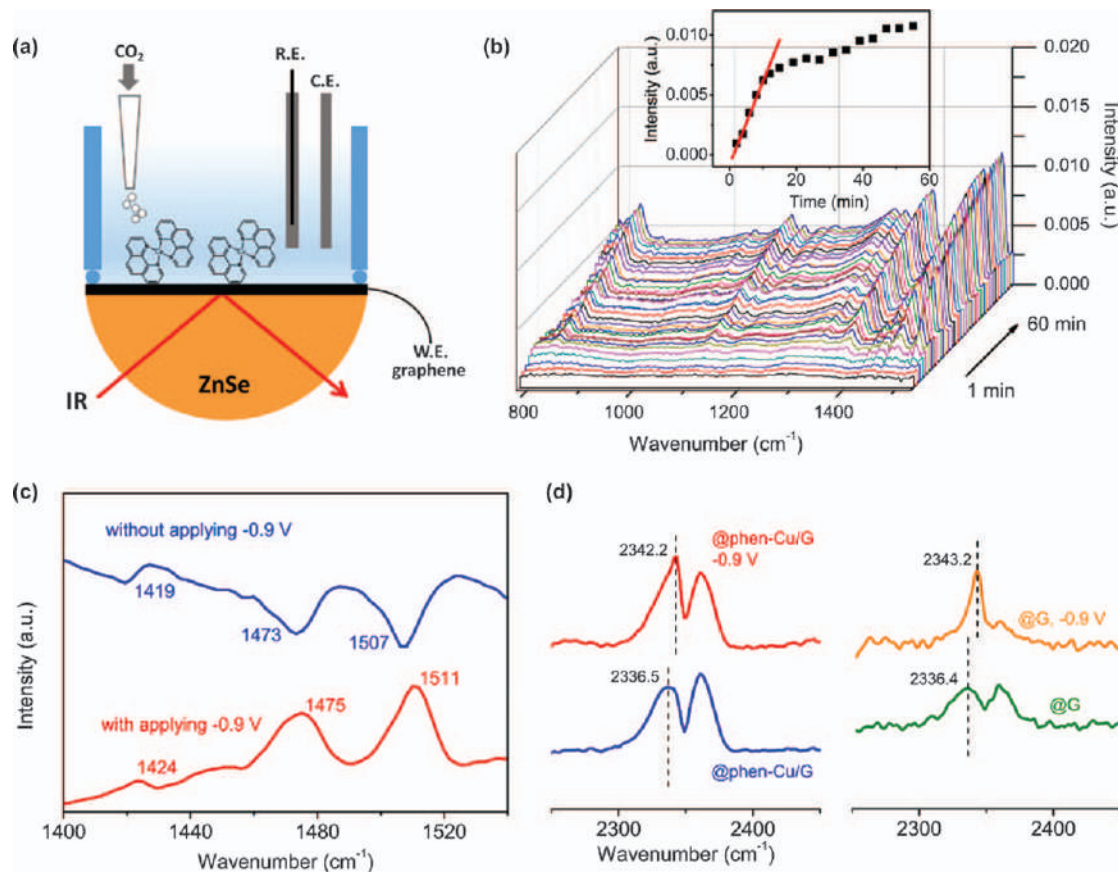 (a)
CO₂
R.E.
C.E.
W.E.
graphene
IR
ZnSe
(b)
0.010
0.005
0.000
Intensity (a.u.)
0 20 40 60
Time (min)
0.020
0.015
0.010
0.005
0.000
Intensity (a.u.)
60 min
1 min
800 1000 1200 1400
Wavenumber (cm⁻¹)
(c)
without applying -0.9 V
1419
1473
1507
1511
1475
with applying -0.9 V
1424
Intensity (a.u.)
1400 1440 1480 1520
Wavenumber (cm⁻¹)
(d)
@phen-Cu/G
-0.9 V
2342.2
2336.5
@phen-Cu/G
2300 2400
Wavenumber (cm⁻¹)
2343.2
@G, -0.9 V
2336.4
@G
2300 2400
Wavenumber (cm⁻¹)